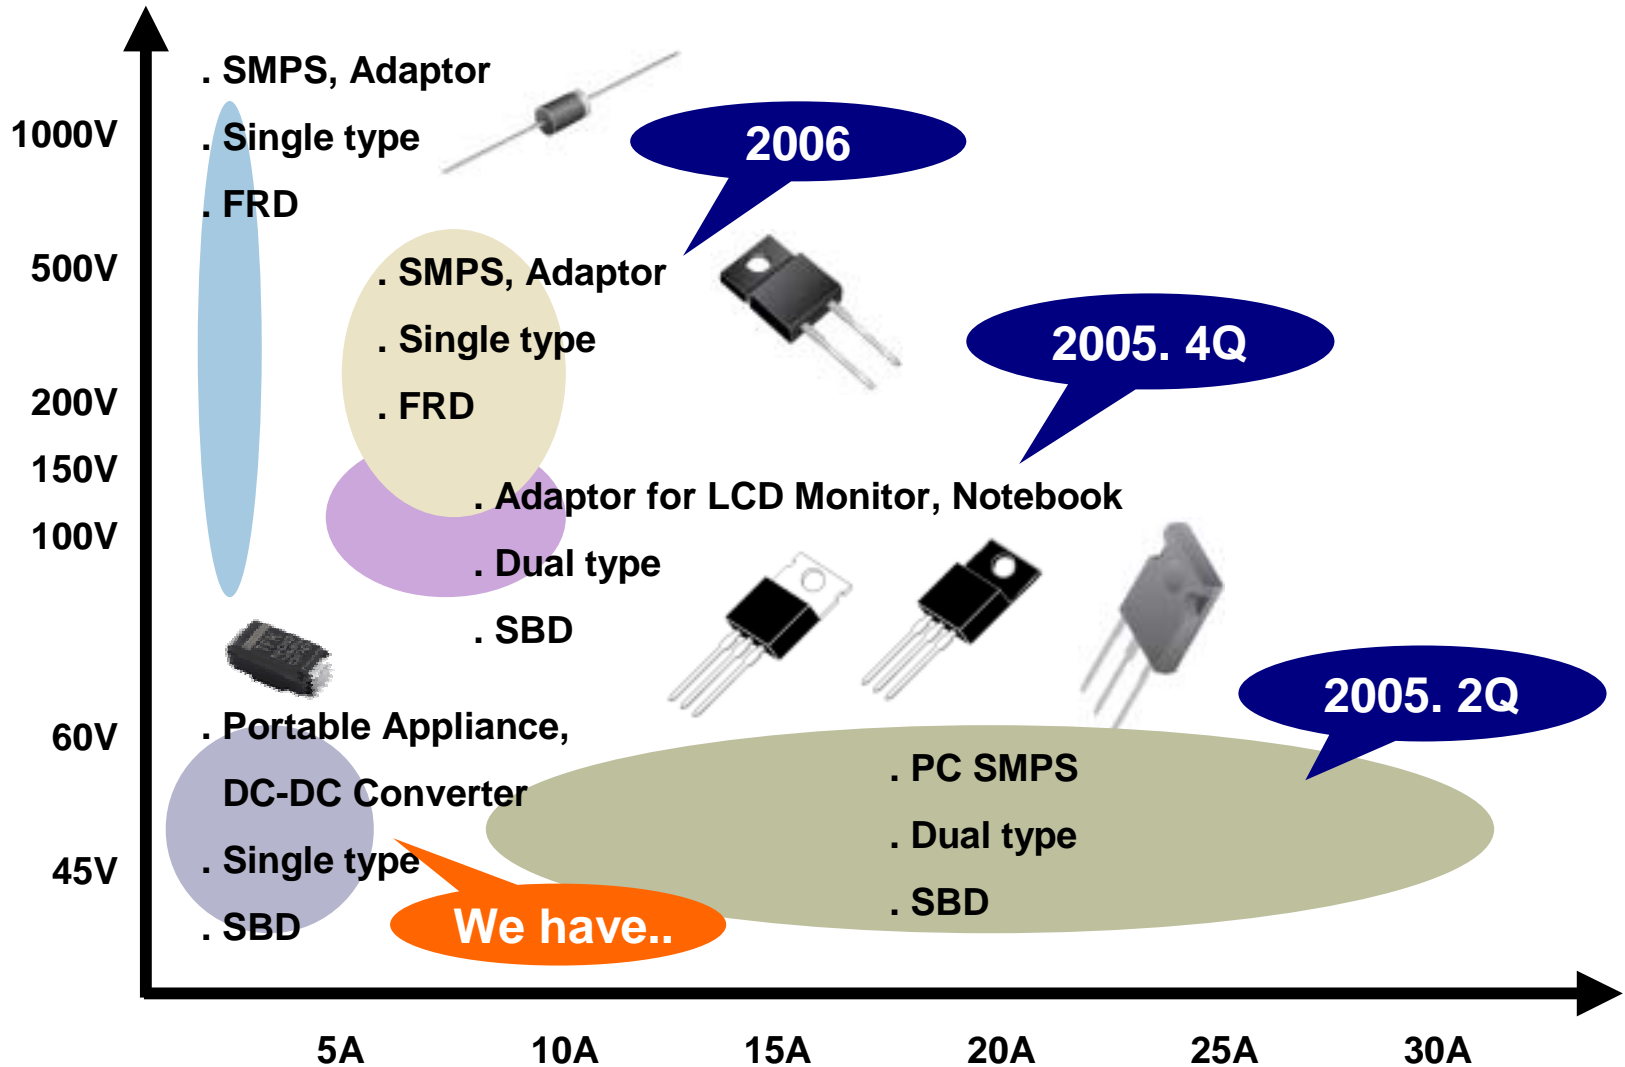 . SMPS, Adaptor
1000V
. Single type
2006
. FRD
500V
. SMPS, Adaptor
. Single type
2005. 4Q
200V
. FRD
150V
. Adaptor for LCD Monitor, Notebook
100V
. Dual type
. SBD
2005. 2Q
60V
. Portable Appliance,
DC-DC Converter
. Single type
. SBD
. PC SMPS
. Dual type
. SBD
45V
We have..
5A
10A
15A
20A
25A
30A